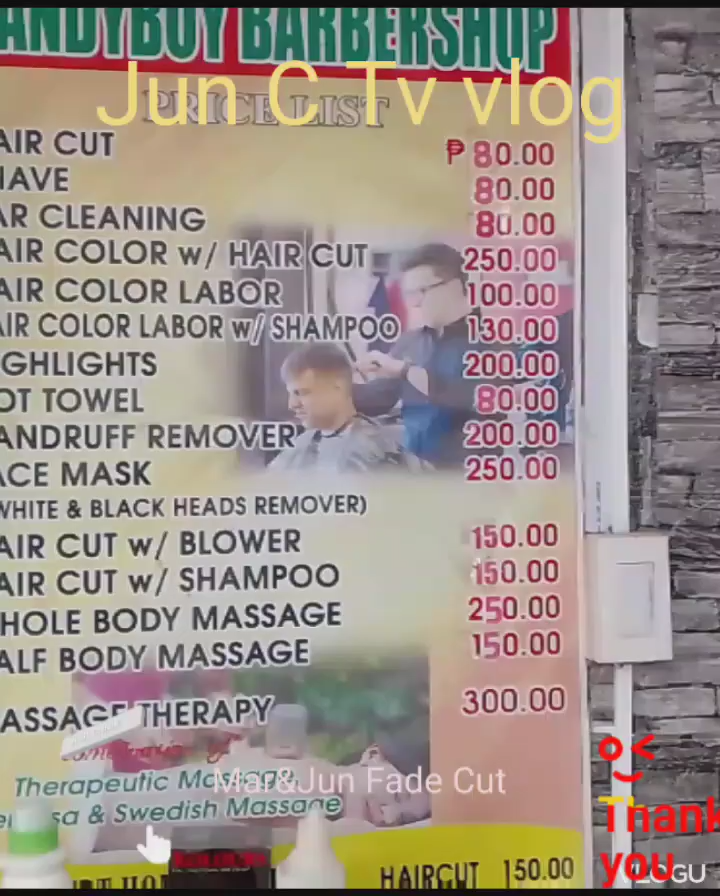 ANDYBOY BARBERSHOP
Jun C Tv vlog
PRICE LIST
AIR CUT ₱ 80.00
HAVE 80.00
AR CLEANING 80.00
AIR COLOR w/ HAIR CUT 250.00
AIR COLOR LABOR 100.00
AIR COLOR LABOR w/ SHAMPOO 130.00
GHLIGHTS 200.00
OT TOWEL 80.00
ANDRUFF REMOVER 200.00
ACE MASK 250.00
WHITE & BLACK HEADS REMOVER)
AIR CUT w/ BLOWER 150.00
AIR CUT w/ SHAMPOO 150.00
HOLE BODY MASSAGE 250.00
ALF BODY MASSAGE 150.00
ASSAGE THERAPY 300.00
Therapeutic Massage
Mar&Jun Fade Cut
sa & Swedish Massage
Thank
you
HAIRCUT 150.00